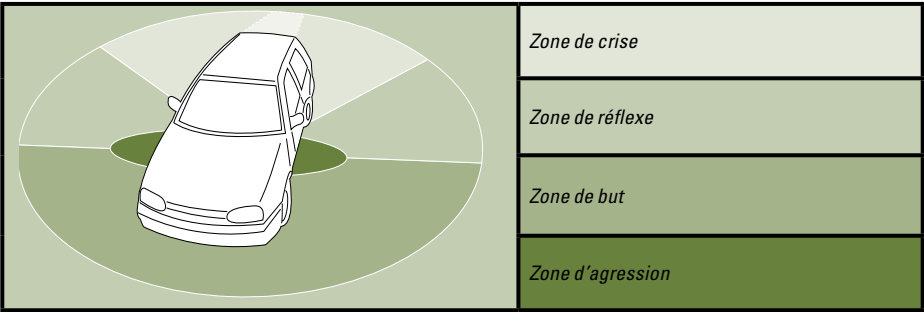 Zone de crise
Zone de réflexe
Zone de but
Zone d'agression